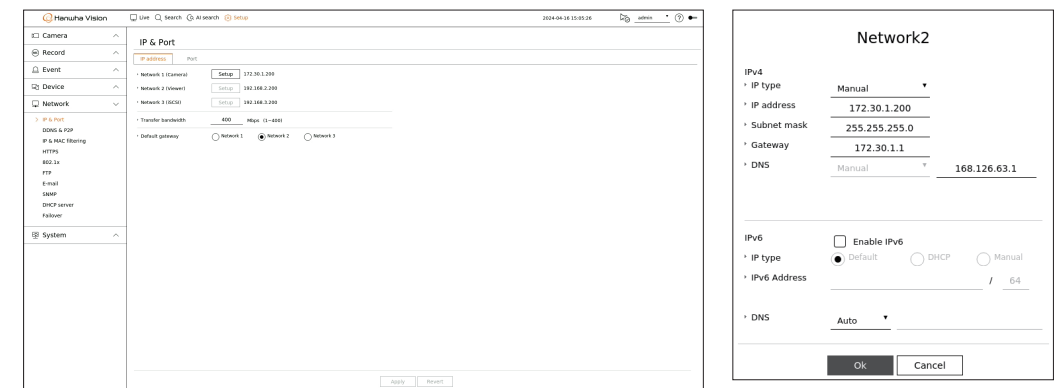 Hanwha Vision
Live Search AI search Setup
2024-04-16 15:05:26
admin
?
Camera
Record
Event
Device
Network
IP & Port
DDNS & P2P
IP & MAC filtering
HTTPS
802.1x
FTP
E-mail
SNMP
DHCP server
Failover
System
IP & Port
IP address Port
Network 1 (Camera) Setup 172.30.1.200
Network 2 (Viewer) Setup 192.168.2.200
Network 3 (iSCSI) Setup 192.168.3.200
Transfer bandwidth 400 Mbps (1~400)
Default gateway Network 1 Network 2 Network 3
Apply Revert
Network2
IPv4
IP type Manual
IP address 172.30.1.200
Subnet mask 255.255.255.0
Gateway 172.30.1.1
DNS Manual 168.126.63.1
IPv6 Enable IPv6
IP type Default DHCP Manual
IPv6 Address / 64
DNS Auto
Ok Cancel